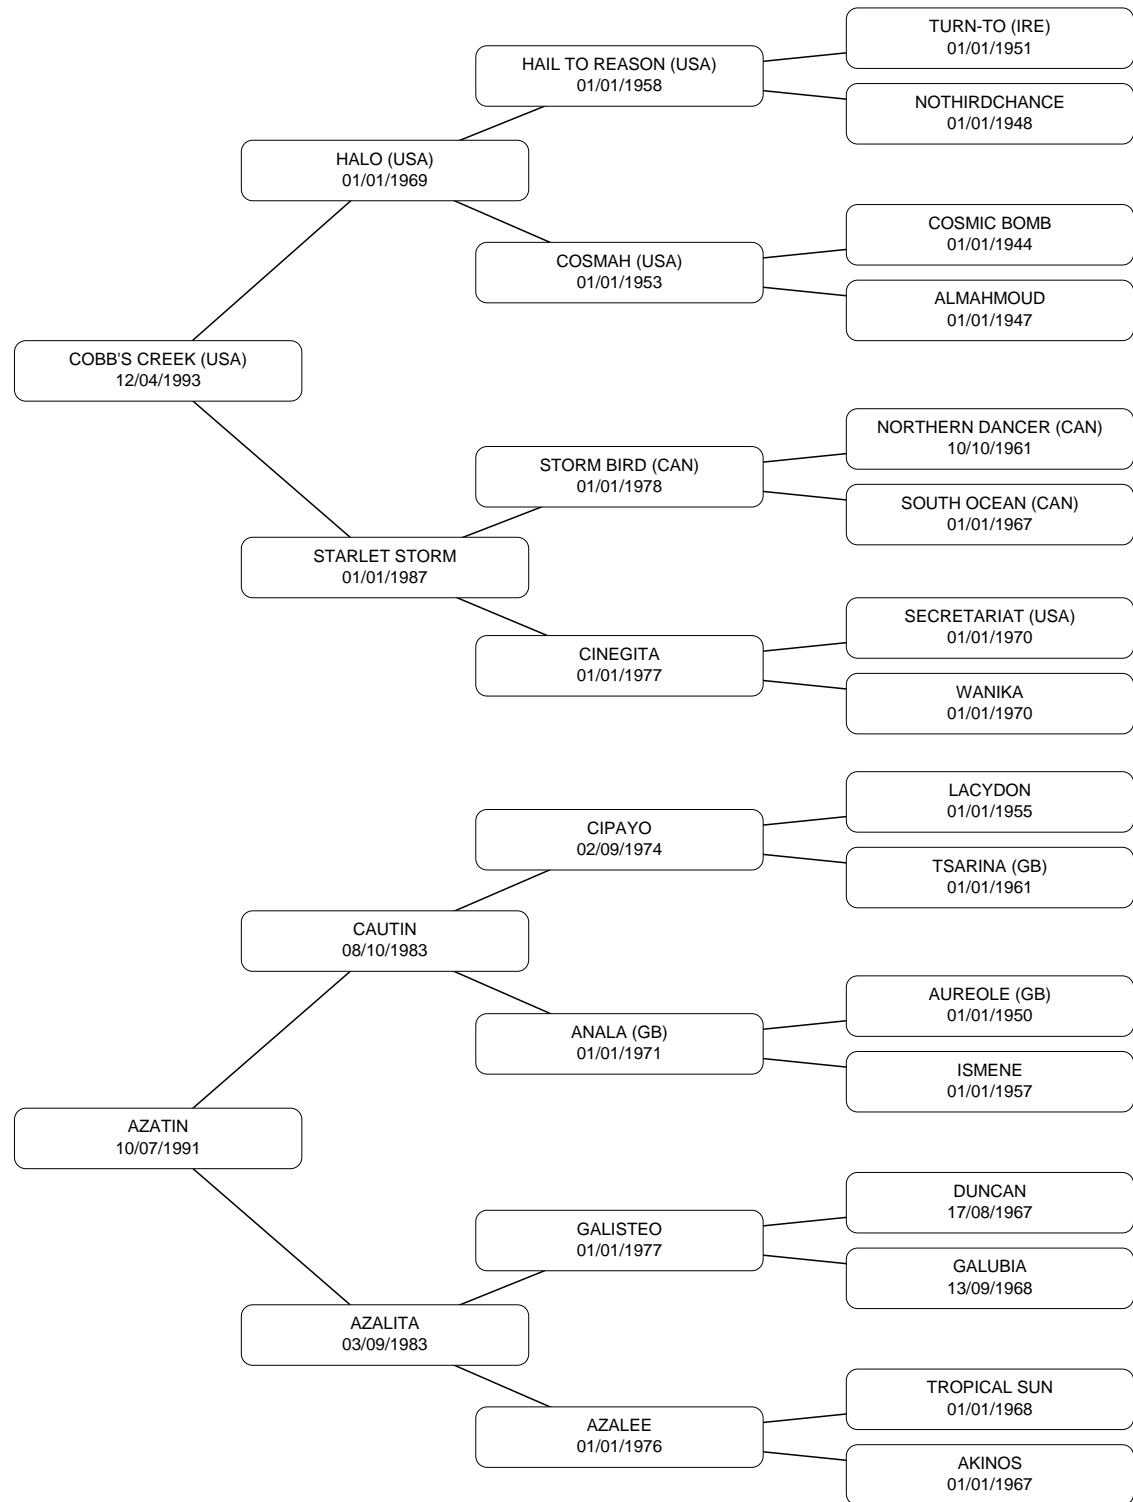 TURN-TO (IRE)
01/01/1951
HAIL TO REASON (USA)
01/01/1958
NOTHIRDCHANCE
01/01/1948
HALO (USA)
01/01/1969
COSMIC BOMB
01/01/1944
COSMAH (USA)
01/01/1953
ALMAHMOUD
01/01/1947
COBB'S CREEK (USA)
12/04/1993
NORTHERN DANCER (CAN)
10/10/1961
STORM BIRD (CAN)
01/01/1978
SOUTH OCEAN (CAN)
01/01/1967
STARLET STORM
01/01/1987
SECRETARIAT (USA)
01/01/1970
CINEGITA
01/01/1977
WANIKA
01/01/1970
LACYDON
01/01/1955
CIPAYO
02/09/1974
TSARINA (GB)
01/01/1961
CAUTIN
08/10/1983
AUREOLE (GB)
01/01/1950
ANALA (GB)
01/01/1971
ISMENE
01/01/1957
AZATIN
10/07/1991
DUNCAN
17/08/1967
GALISTEO
01/01/1977
GALUBIA
13/09/1968
AZALITA
03/09/1983
TROPICAL SUN
01/01/1968
AZALEE
01/01/1976
AKINOS
01/01/1967